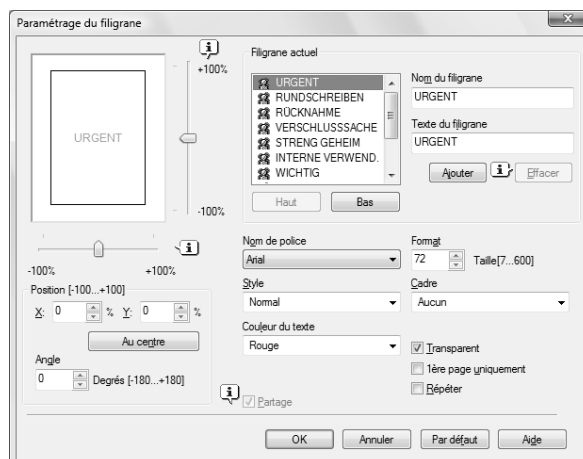 Paramétrage du filigrane
+100%
URGENT
-100%
-100%
+100%
Position [-100...+100]
X: 0 % Y: 0 %
Au centre
Angle
0 Degrés [-180...+180]
Filigrane actuel
URGENT
RUNDSCHREIBEN
RÜCKNAHME
VERSCHLUSSSACHE
STRENG GEHEIM
INTERNE VERWEND.
WICHTIG
Haut
Bas
Nom du filigrane
URGENT
Texte du filigrane
URGENT
Ajouter
Effacer
Nom de police
Arial
Format
72 Taille[7...600]
Style
Normal
Cadre
Aucun
Couleur du texte
Rouge
Transparent
1ère page uniquement
Répéter
Partage
OK
Annuler
Par défaut
Aide